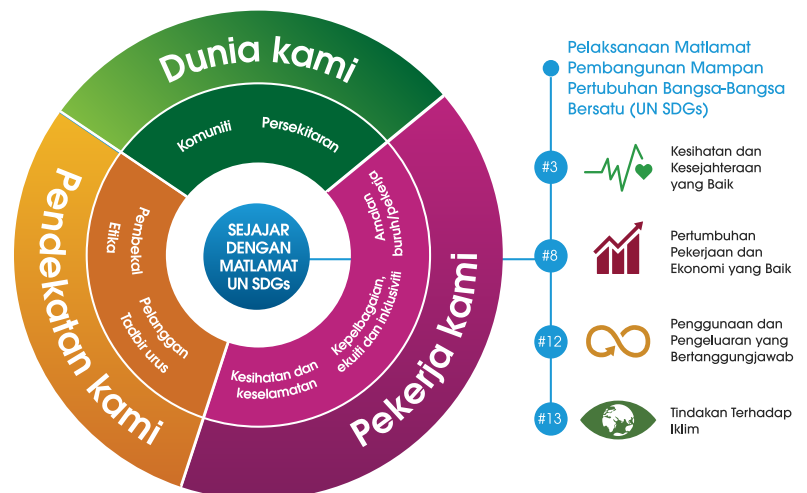 Dunia kami
Komuniti
Persekitaran
Pendekatan kami
Etika
Pembekal
Pelanggan
Tadbir urus
Pekerja kami
Amalan
buruh/pekerja
Kepelbagaian,
ekuiti dan inklusiviti
Kesihatan dan
keselamatan
SEJAJAR
DENGAN
MATLAMAT
UN SDGs
Pelaksanaan Matlamat
Pembangunan Mampan
Pertubuhan Bangsa-Bangsa
Bersatu (UN SDGs)
#3
Kesihatan dan
Kesejahteraan
yang Baik
#8
Pertumbuhan
Pekerjaan dan
Ekonomi yang Baik
#12
Penggunaan dan
Pengeluaran yang
Bertanggungjawab
#13
Tindakan Terhadap
Iklim